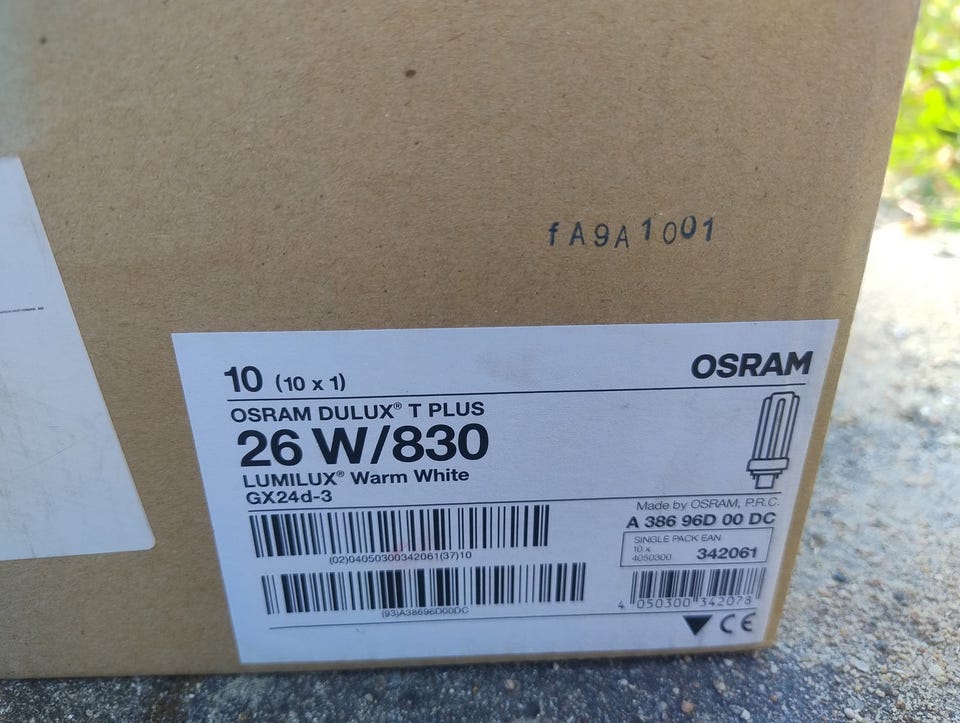 fA9A1001
10 (10 x 1)
OSRAM
OSRAM DULUX® T PLUS
26 W/830
LUMILUX® Warm White
GX24d-3
Made by OSRAM, P.R.C.
A 386 96D 00 DC
SINGLE PACK EAN
10 x
4050300 342061
(02)04050300342061(37)10
(93)A38696D00DC
4 050300 342078
CE